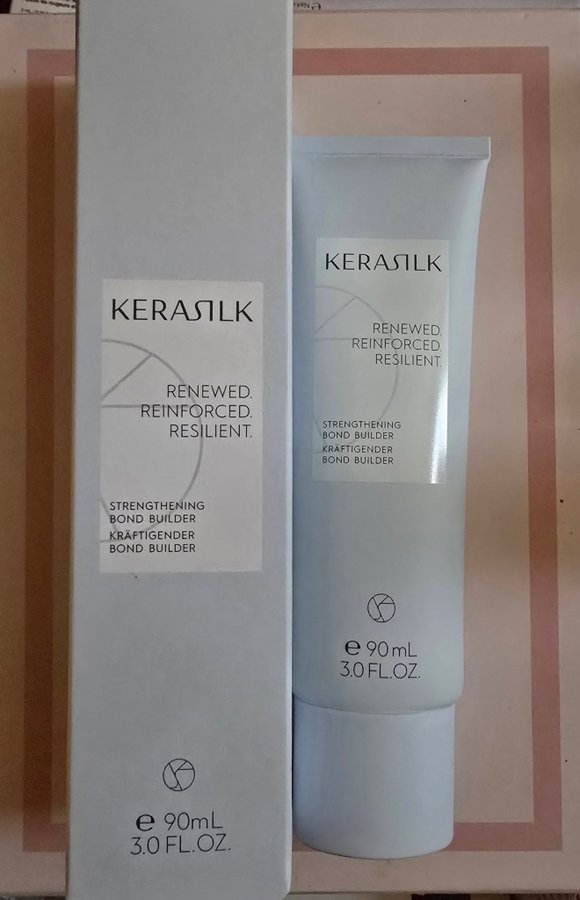 KERASILK
RENEWED.
REINFORCED.
RESILIENT.
STRENGTHENING
BOND BUILDER
KRÄFTIGENDER
BOND BUILDER
℮ 90mL
3.0 FL.OZ.
KERASILK
RENEWED.
REINFORCED.
RESILIENT.
STRENGTHENING
BOND BUILDER
KRÄFTIGENDER
BOND BUILDER
℮ 90mL
3.0 FL.OZ.